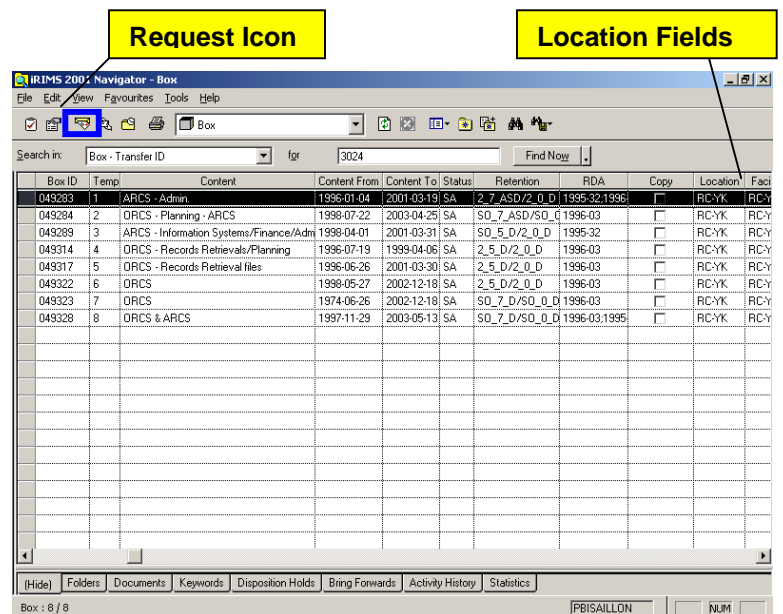 Request Icon
Location Fields
iRIMS 2001 Navigator - Box
File Edit View Favourites Tools Help
Box
Search in: Box - Transfer ID for 3024 Find Now
Box ID Temp Content Content From Content To Status Retention RDA Copy Location Faci
049283 1 ARCS - Admin. 1996-01-04 2001-03-19 SA 2_7_ASD/2_0_D 1995-32;1996 RC-YK RC-Y
049284 2 ORCS - Planning - ARCS 1998-07-22 2003-04-25 SA SO_7_ASD/SO_0 1996-03 RC-YK RC-Y
049289 3 ARCS - Information Systems/Finance/Adm 1998-04-01 2001-03-31 SA SO_5_D/2_0_D 1995-32 RC-YK RC-Y
049314 4 ORCS - Records Retrievals/Planning 1996-07-19 1999-04-06 SA 2_5_D/2_0_D 1996-03 RC-YK RC-Y
049317 5 ORCS - Records Retrieval files 1996-06-26 2001-03-30 SA 2_5_D/2_0_D 1996-03 RC-YK RC-Y
049322 6 ORCS 1998-05-27 2002-12-18 SA 2_5_D/2_0_D 1996-03 RC-YK RC-Y
049323 7 ORCS 1974-06-26 2002-12-18 SA SO_7_D/SO_0_D 1996-03 RC-YK RC-Y
049328 8 ORCS & ARCS 1997-11-29 2003-05-13 SA SO_7_D/SO_0_D 1996-03;1995- RC-YK RC-Y
(Hide) Folders Documents Keywords Disposition Holds Bring Forwards Activity History Statistics
Box : 8 / 8 PBISAILLON NUM